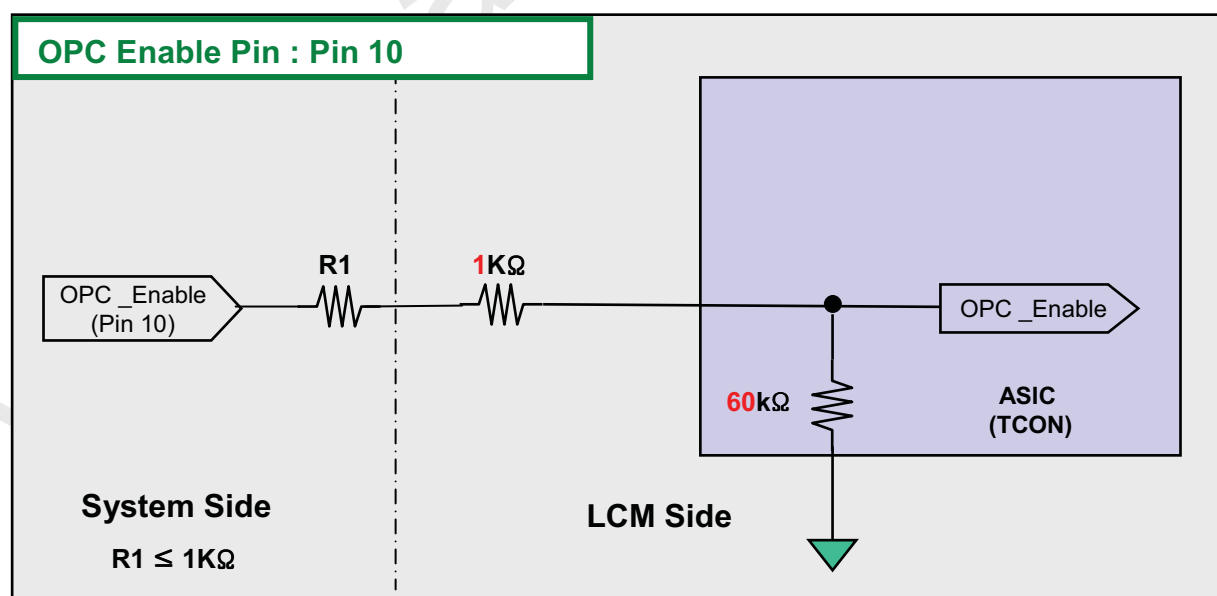 OPC Enable Pin : Pin 10
R1
1KΩ
OPC _Enable
(Pin 10)
OPC _Enable
60kΩ
ASIC
(TCON)
System Side
LCM Side
R1 ≤ 1KΩ